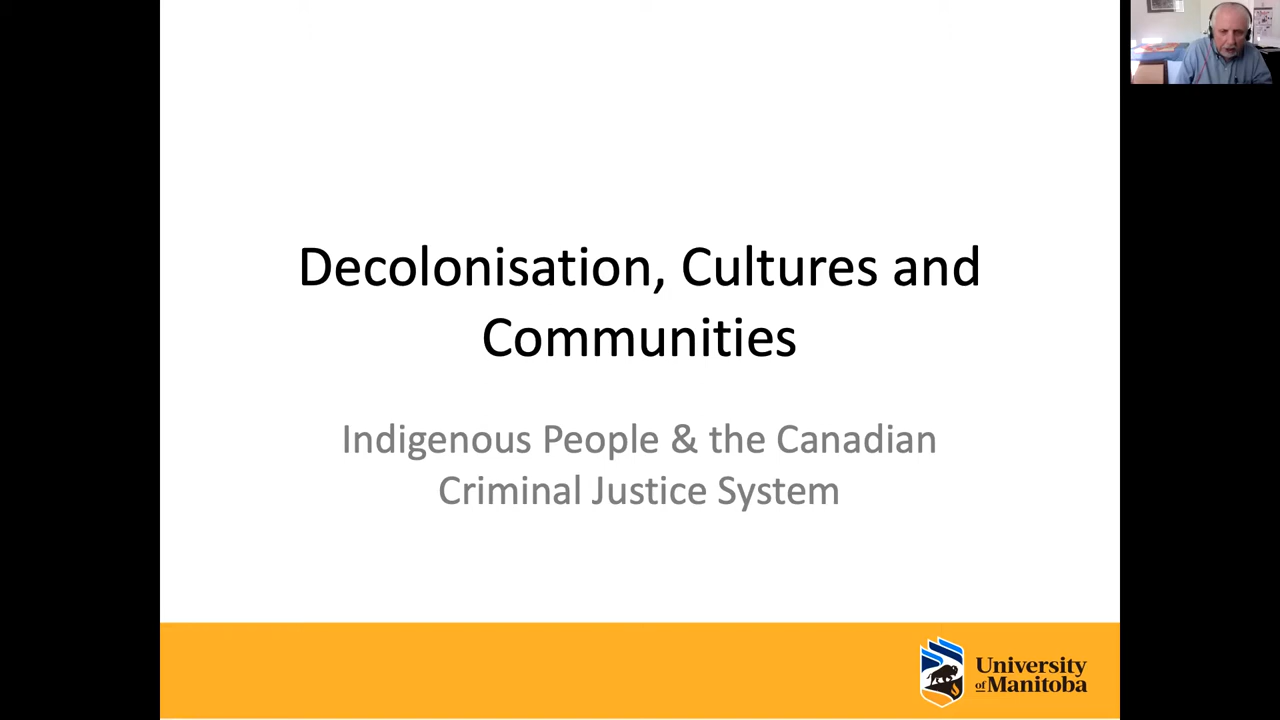 Decolonisation, Cultures and
Communities
Indigenous People & the Canadian
Criminal Justice System
University
of Manitoba